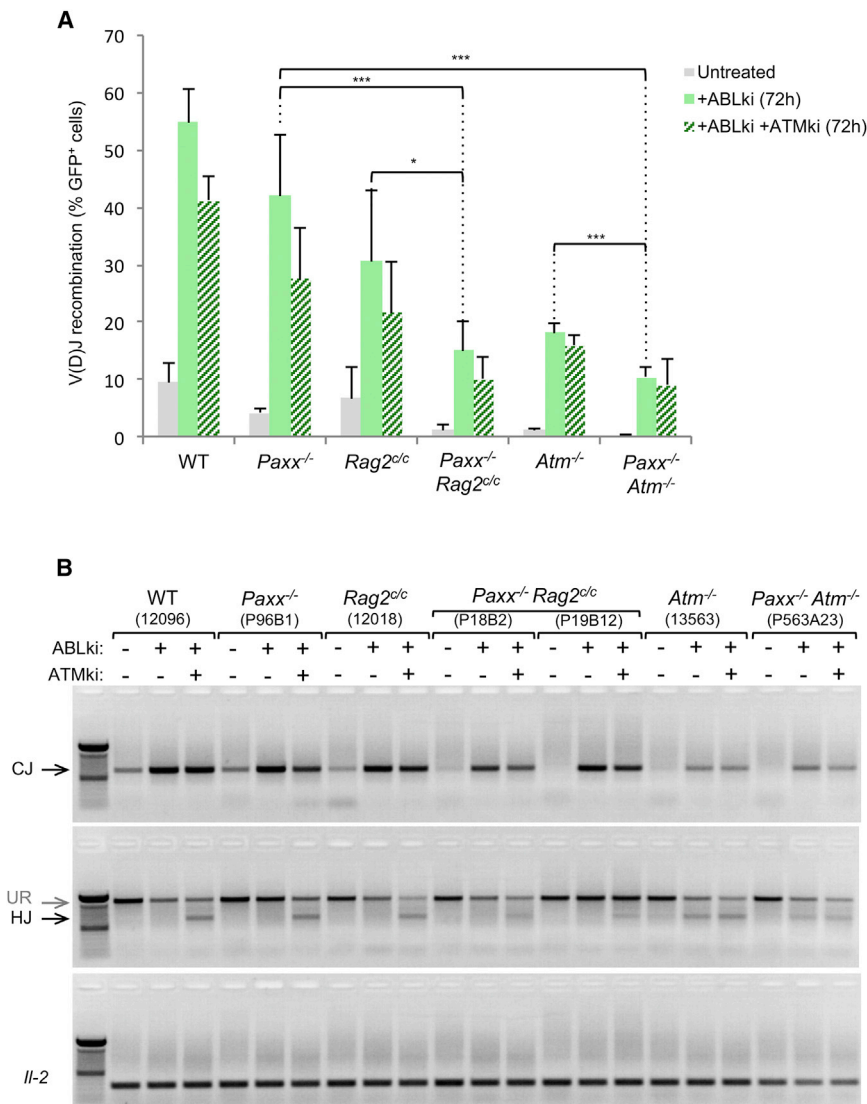 A
V(D)J recombination (% GFP+ cells)
70
60
50
40
30
20
10
0
***
***
*
***
Untreated
+ABLki (72h)
+ABLki +ATMki (72h)
WT
Paxx-/-
Rag2c/c
Paxx-/-
Rag2c/c
Atm-/-
Paxx-/-
Atm-/-
B
WT Paxx-/- Rag2c/c Paxx-/- Rag2c/c Atm-/- Paxx-/- Atm-/-
(12096) (P96B1) (12018) (P18B2) (P19B12) (13563) (P563A23)
ABLki: - + + - + + - + + - + + - + + - + + - + +
ATMki: - - + - - + - - + - - + - - + - - + - - +
CJ
UR
HJ
Il-2